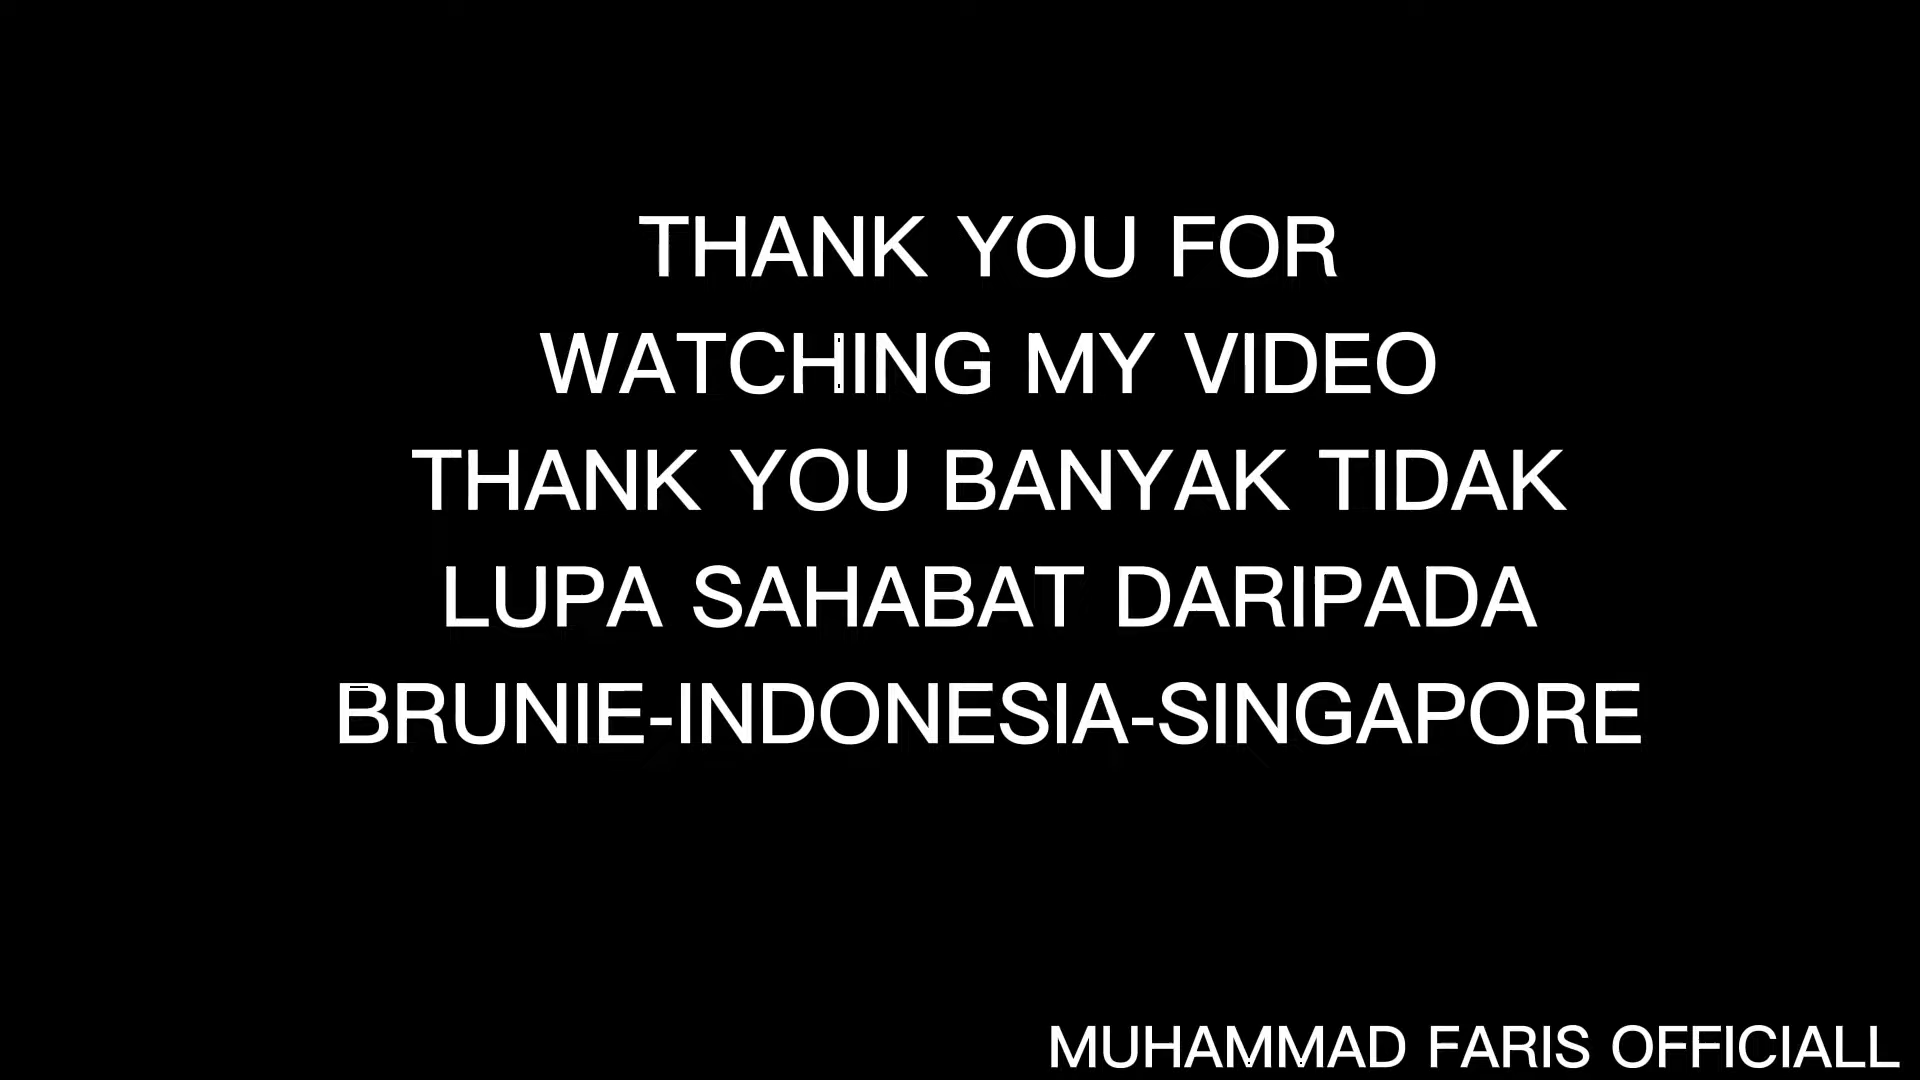 THANK YOU FOR
WATCHING MY VIDEO
THANK YOU BANYAK TIDAK
LUPA SAHABAT DARIPADA
BRUNIE-INDONESIA-SINGAPORE
MUHAMMAD FARIS OFFICIALL